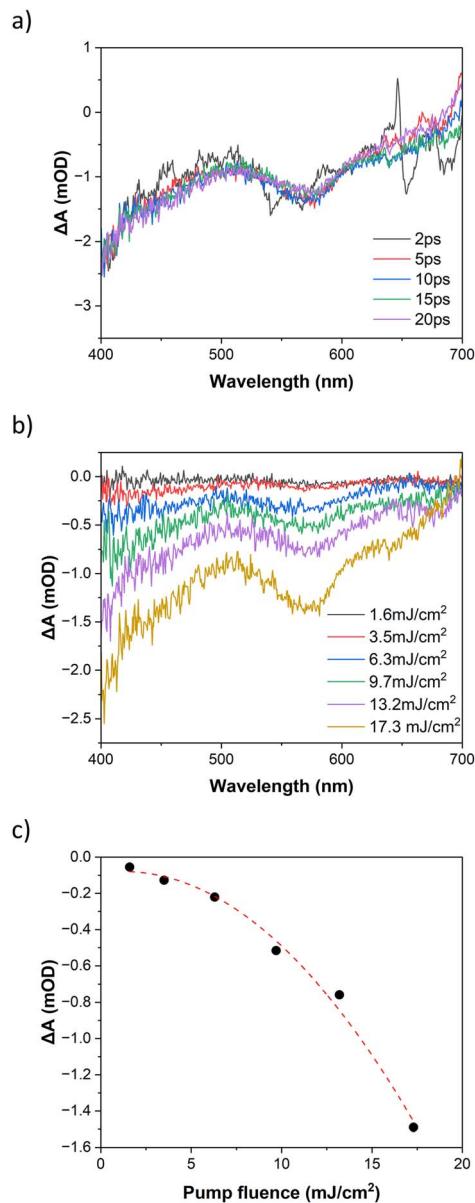 a)
1
0
−1
−2
−3
ΔA (mOD)
2ps
5ps
10ps
15ps
20ps
400
500
600
700
Wavelength (nm)
b)
0.0
−0.5
−1.0
−1.5
−2.0
−2.5
ΔA (mOD)
1.6mJ/cm²
3.5mJ/cm²
6.3mJ/cm²
9.7mJ/cm²
13.2mJ/cm²
17.3 mJ/cm²
400
500
600
700
Wavelength (nm)
c)
0.0
−0.2
−0.4
−0.6
−0.8
−1.0
−1.2
−1.4
−1.6
ΔA (mOD)
0
5
10
15
20
Pump fluence (mJ/cm²)